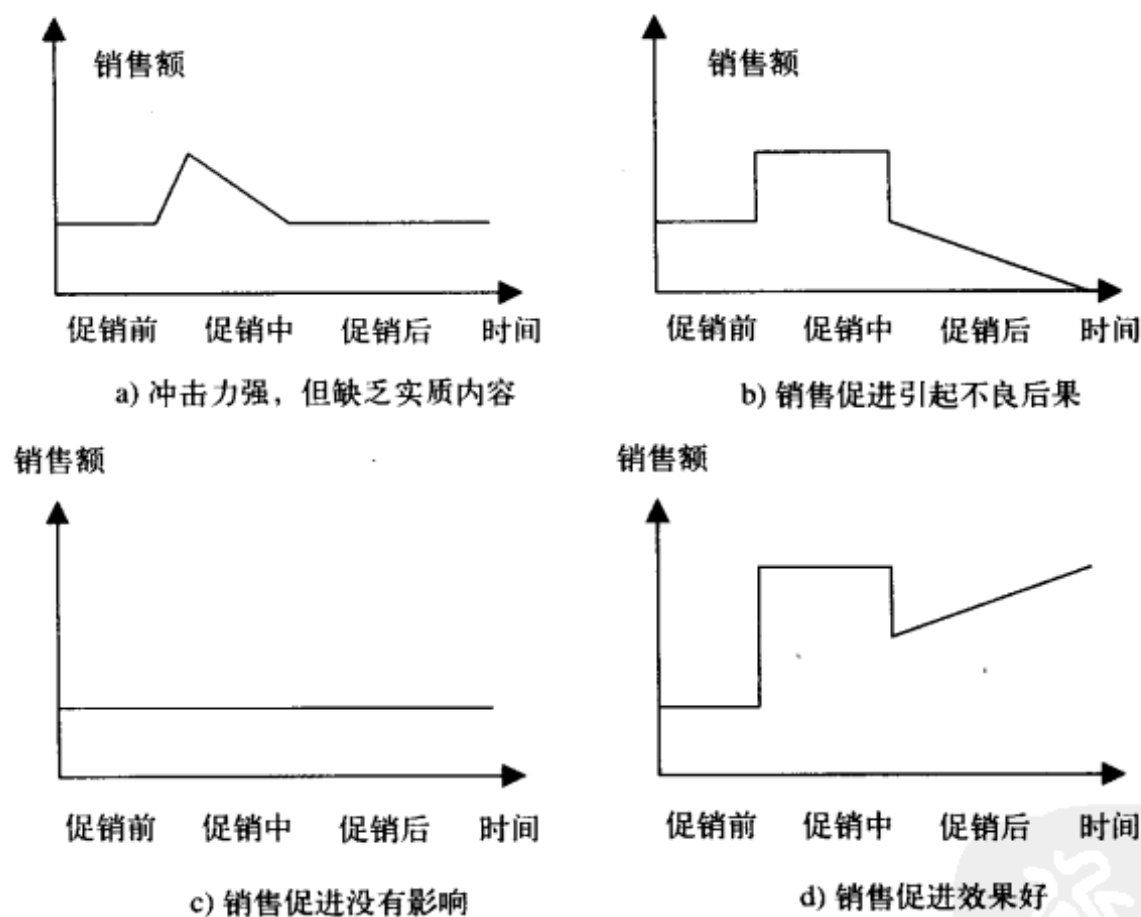 销售额
销售额
促销前 促销中 促销后 时间
促销前 促销中 促销后 时间
a) 冲击力强，但缺乏实质内容
b) 销售促进引起不良后果
销售额
销售额
促销前 促销中 促销后 时间
促销前 促销中 促销后 时间
c) 销售促进没有影响
d) 销售促进效果好